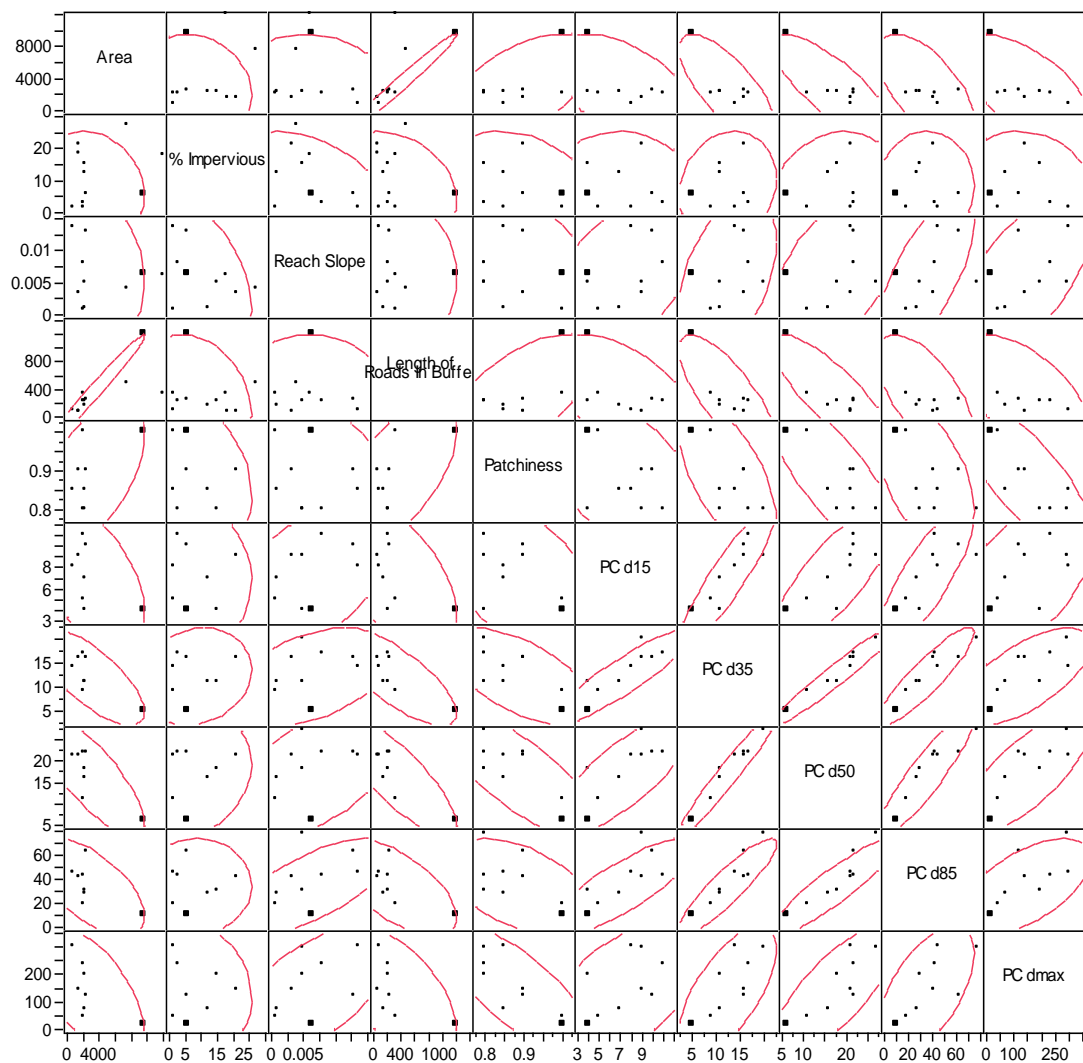 8000
4000
0
Area
20
10
0
% Impervious
0.01
0.005
0
Reach Slope
800
400
0
Length of
Roads in Buffe
0.9
0.8
Patchiness
8
6
3
PC d15
15
10
5
PC d35
20
15
5
PC d50
60
40
20
0
PC d85
200
100
0
PC dmax
0 4000
5 15 25
0 0.005
0 400 1000
0.8 0.9
3 5 7 9
5 10 15
10 20
0 20 40 60
100 250